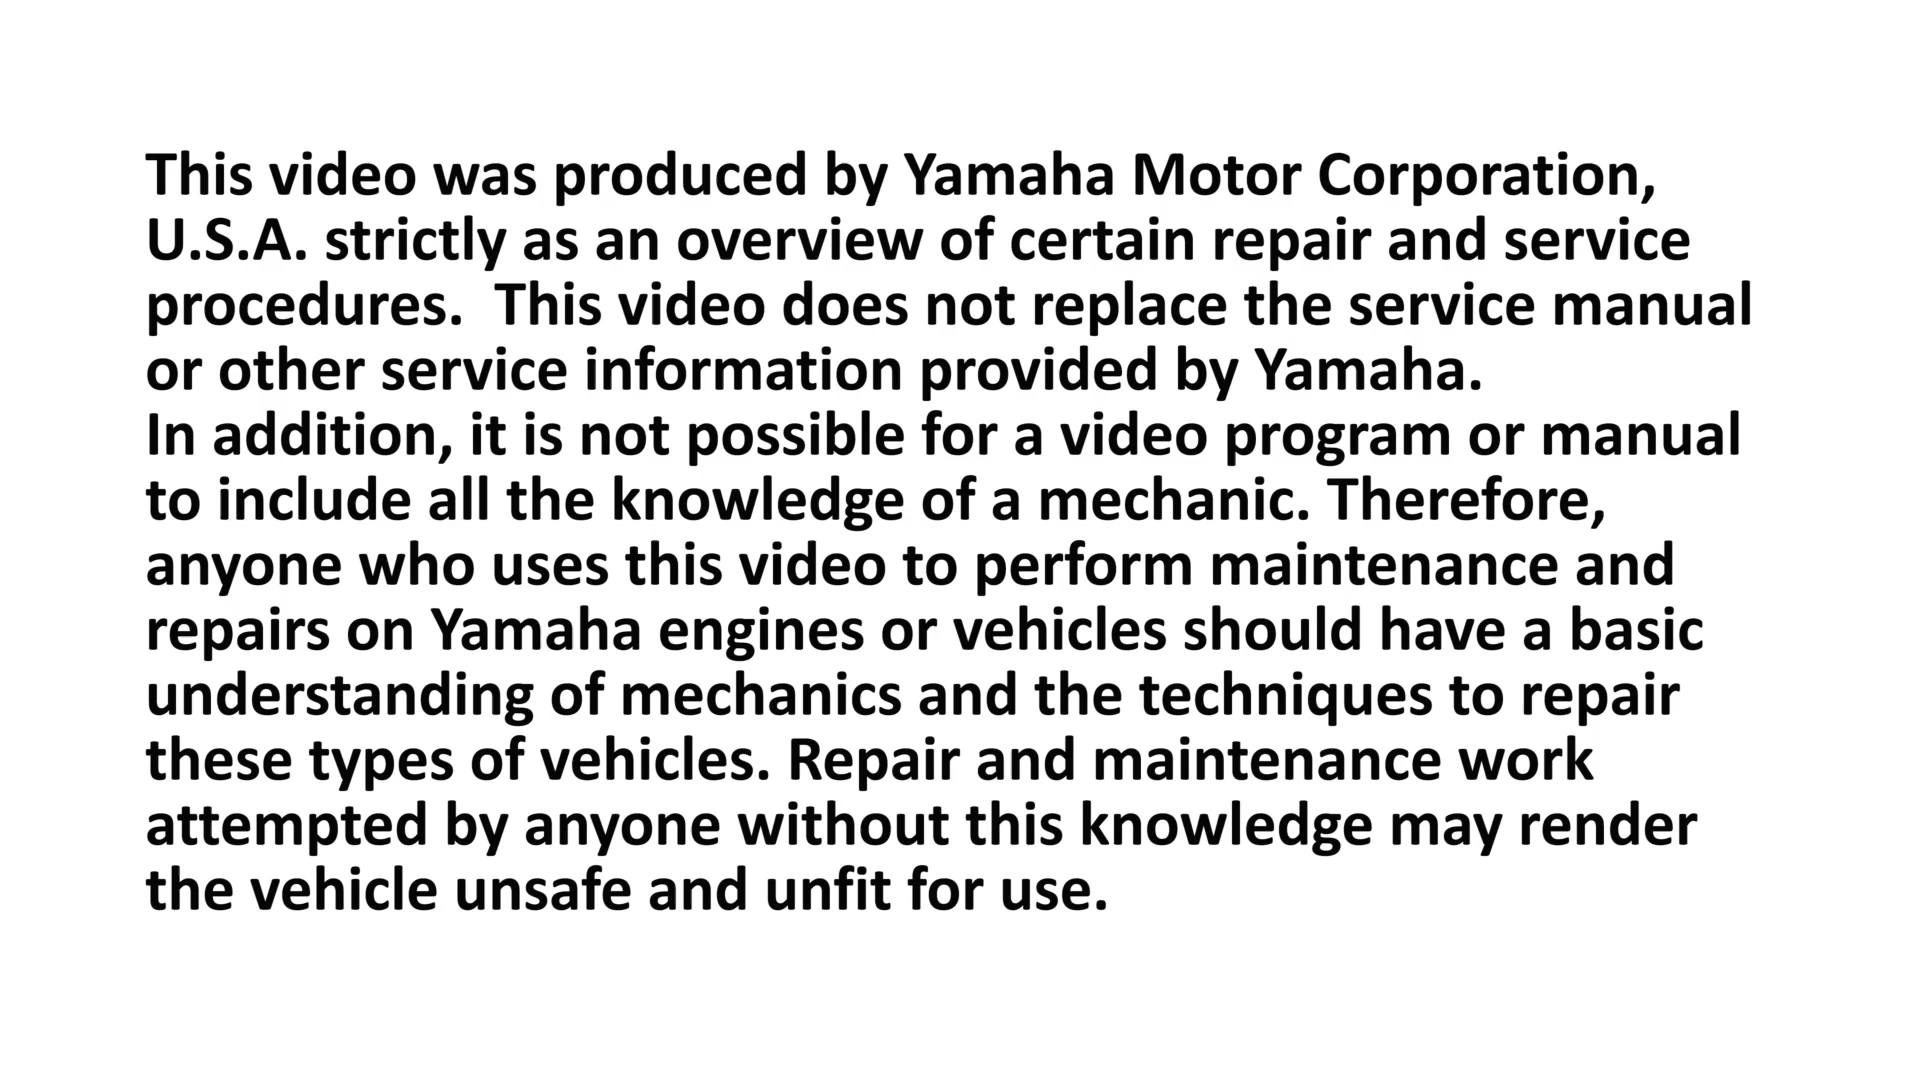 This video was produced by Yamaha Motor Corporation,
U.S.A. strictly as an overview of certain repair and service
procedures.  This video does not replace the service manual
or other service information provided by Yamaha.
In addition, it is not possible for a video program or manual
to include all the knowledge of a mechanic. Therefore,
anyone who uses this video to perform maintenance and
repairs on Yamaha engines or vehicles should have a basic
understanding of mechanics and the techniques to repair
these types of vehicles. Repair and maintenance work
attempted by anyone without this knowledge may render
the vehicle unsafe and unfit for use.